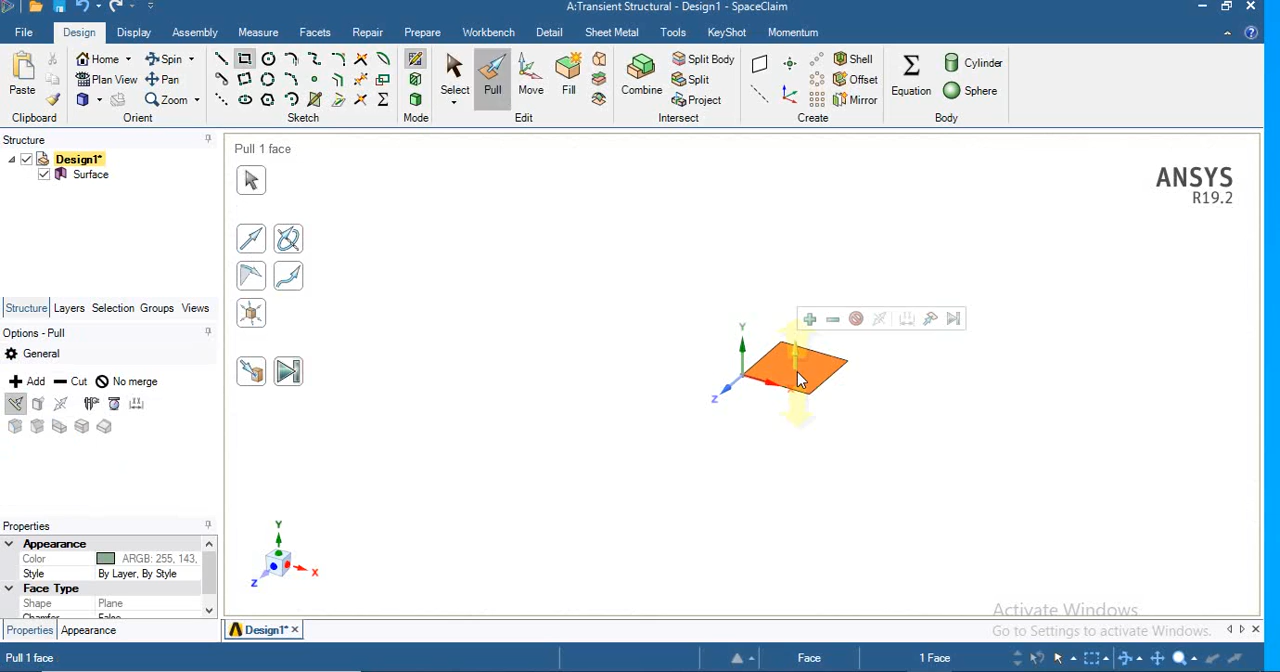 A:Transient Structural - Design1 - SpaceClaim
File Design Display Assembly Measure Facets Repair Prepare Workbench Detail Sheet Metal Tools KeyShot Momentum
Paste
Clipboard
Home Spin
Plan View Pan
Zoom
Orient
Sketch
Mode
Select Pull Move Fill
Edit
Combine Split Body
Split
Project
Intersect
Shell
Offset
Mirror
Create
Equation Cylinder
Sphere
Body
Structure
Design1*
Surface
Structure Layers Selection Groups Views
Options - Pull
General
Add Cut No merge
Properties
Appearance
Color ARGB: 255, 143,
Style By Layer, By Style
Face Type
Shape Plane
Chamfer False
Properties Appearance
Pull 1 face
ANSYS
R19.2
Y
Z
Y
Z X
Activate Windows
Go to Settings to activate Windows.
Design1*
Pull 1 face Face 1 Face